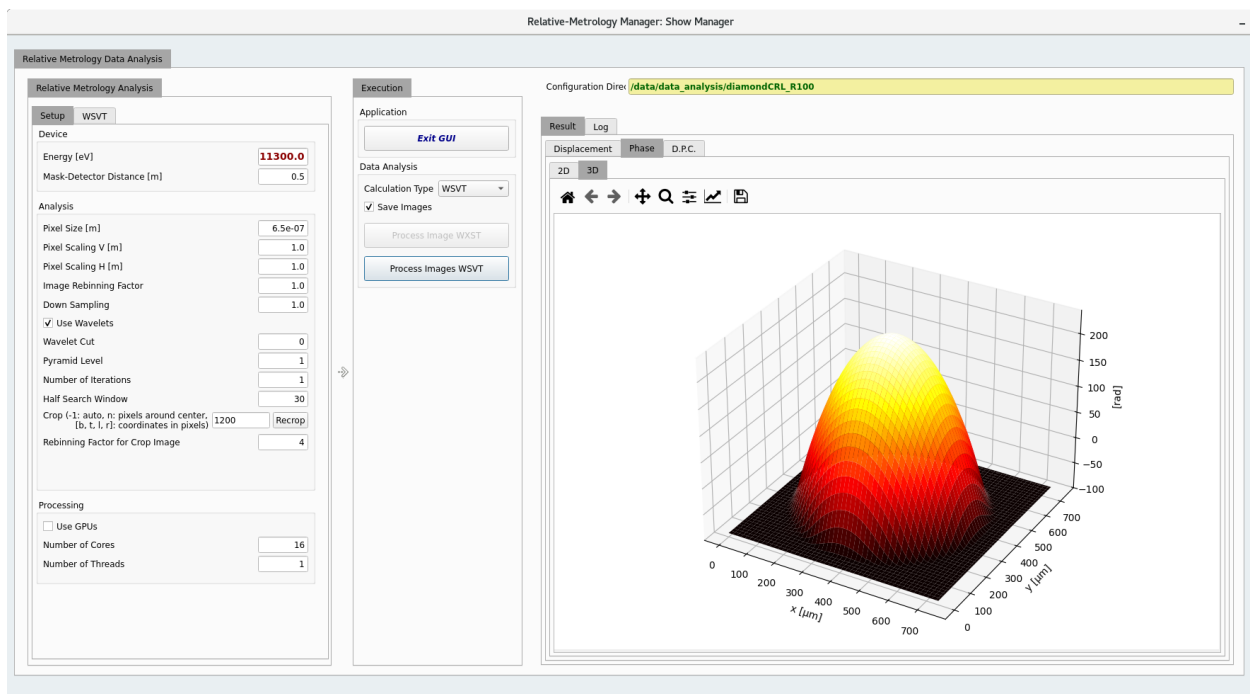 Relative-Metrology Manager: Show Manager
Relative Metrology Data Analysis
Relative Metrology Analysis
Setup WSVT
Device
Energy [eV] 11300.0
Mask-Detector Distance [m] 0.5
Analysis
Pixel Size [m] 6.5e-07
Pixel Scaling V [m] 1.0
Pixel Scaling H [m] 1.0
Image Rebinning Factor 1.0
Down Sampling 1.0
Use Wavelets
Wavelet Cut 0
Pyramid Level 1
Number of Iterations 1
Half Search Window 30
Crop (-1: auto, n: pixels around center,
[b, t, l, r]: coordinates in pixels) 1200 Recrop
Rebinning Factor for Crop Image 4
Processing
Use GPUs
Number of Cores 16
Number of Threads 1
Execution
Application
Exit GUI
Data Analysis
Calculation Type WSVT
Save Images
Process Image WXST
Process Images WSVT
Configuration Direc /data/data_analysis/diamondCRL_R100
Result Log
Displacement Phase D.P.C.
2D 3D
200
150
100
50
0
−50
−100
[rad]
0
100
200
300
400
500
600
700
x [μm]
0
100
200
300
400
500
600
700
y [μm]